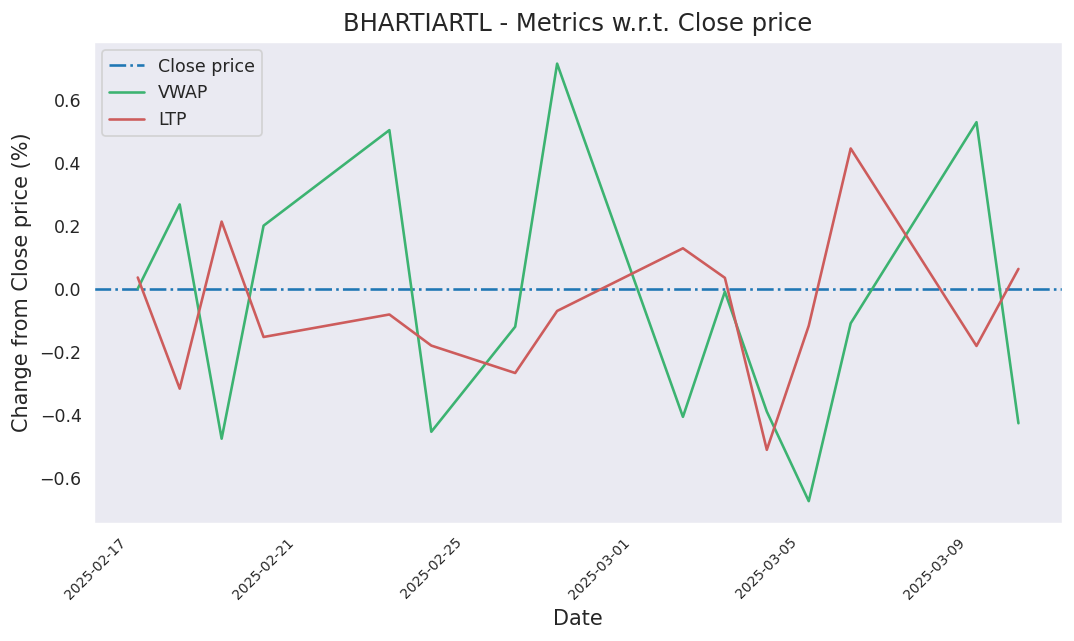 BHARTIARTL - Metrics w.r.t. Close price
Close price
VWAP
LTP
Change from Close price (%)
0.6
0.4
0.2
0.0
−0.2
−0.4
−0.6
2025-02-17
2025-02-21
2025-02-25
2025-03-01
2025-03-05
2025-03-09
Date